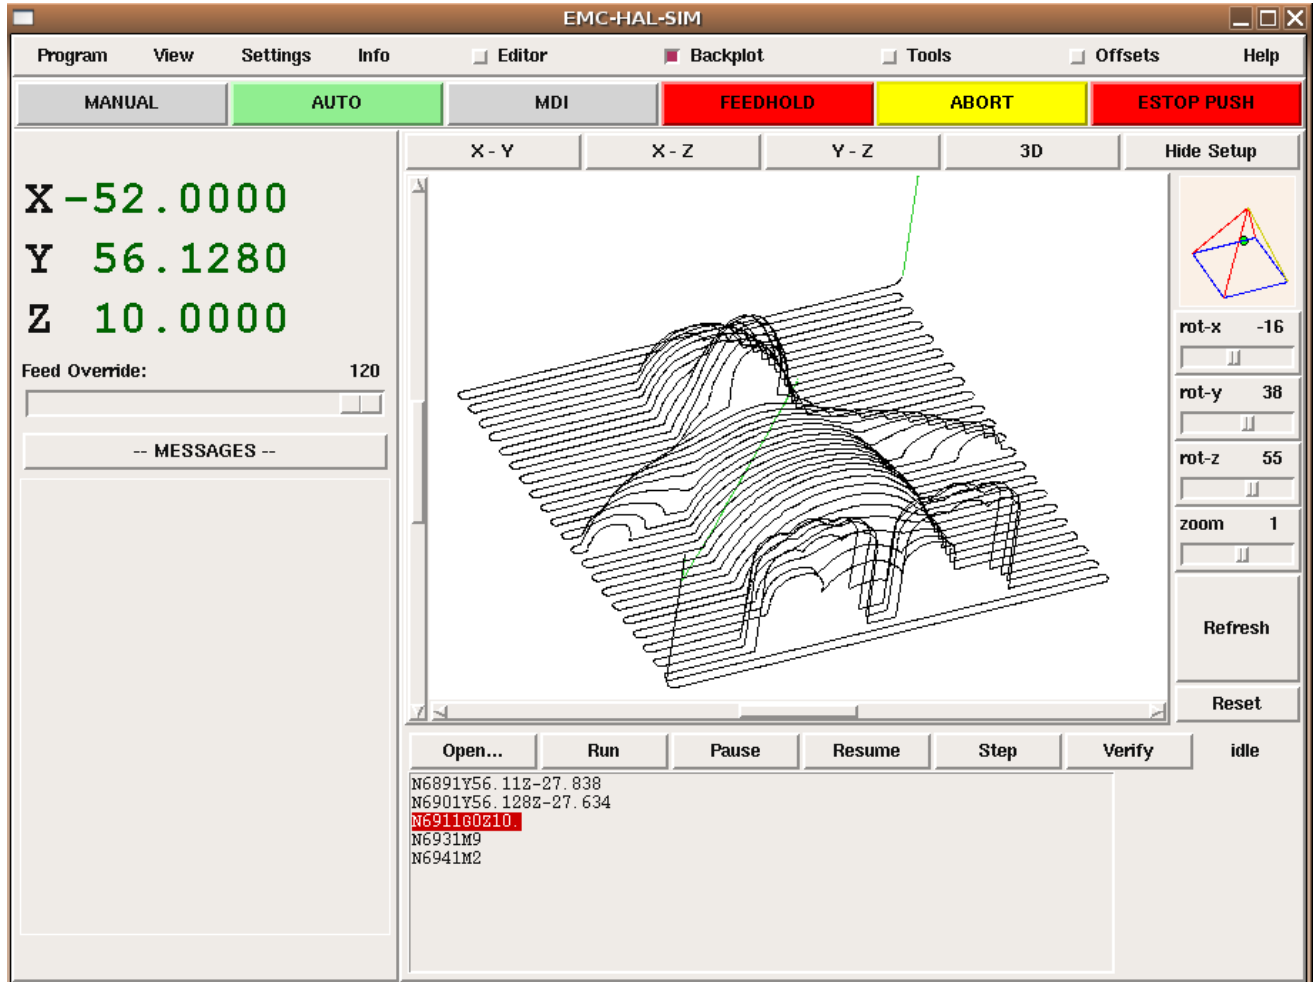 EMC-HAL-SIM
Program View Settings Info Editor Backplot Tools Offsets Help
MANUAL AUTO MDI FEEDHOLD ABORT ESTOP PUSH
X - Y X - Z Y - Z 3D Hide Setup
X -52.0000
Y 56.1280
Z 10.0000
Feed Override: 120
-- MESSAGES --
rot-x -16
rot-y 38
rot-z 55
zoom 1
Refresh
Reset
Open... Run Pause Resume Step Verify idle
N6891Y56.11Z-27.838
N6901Y56.128Z-27.634
N6911G0Z10.
N6931M9
N6941M2